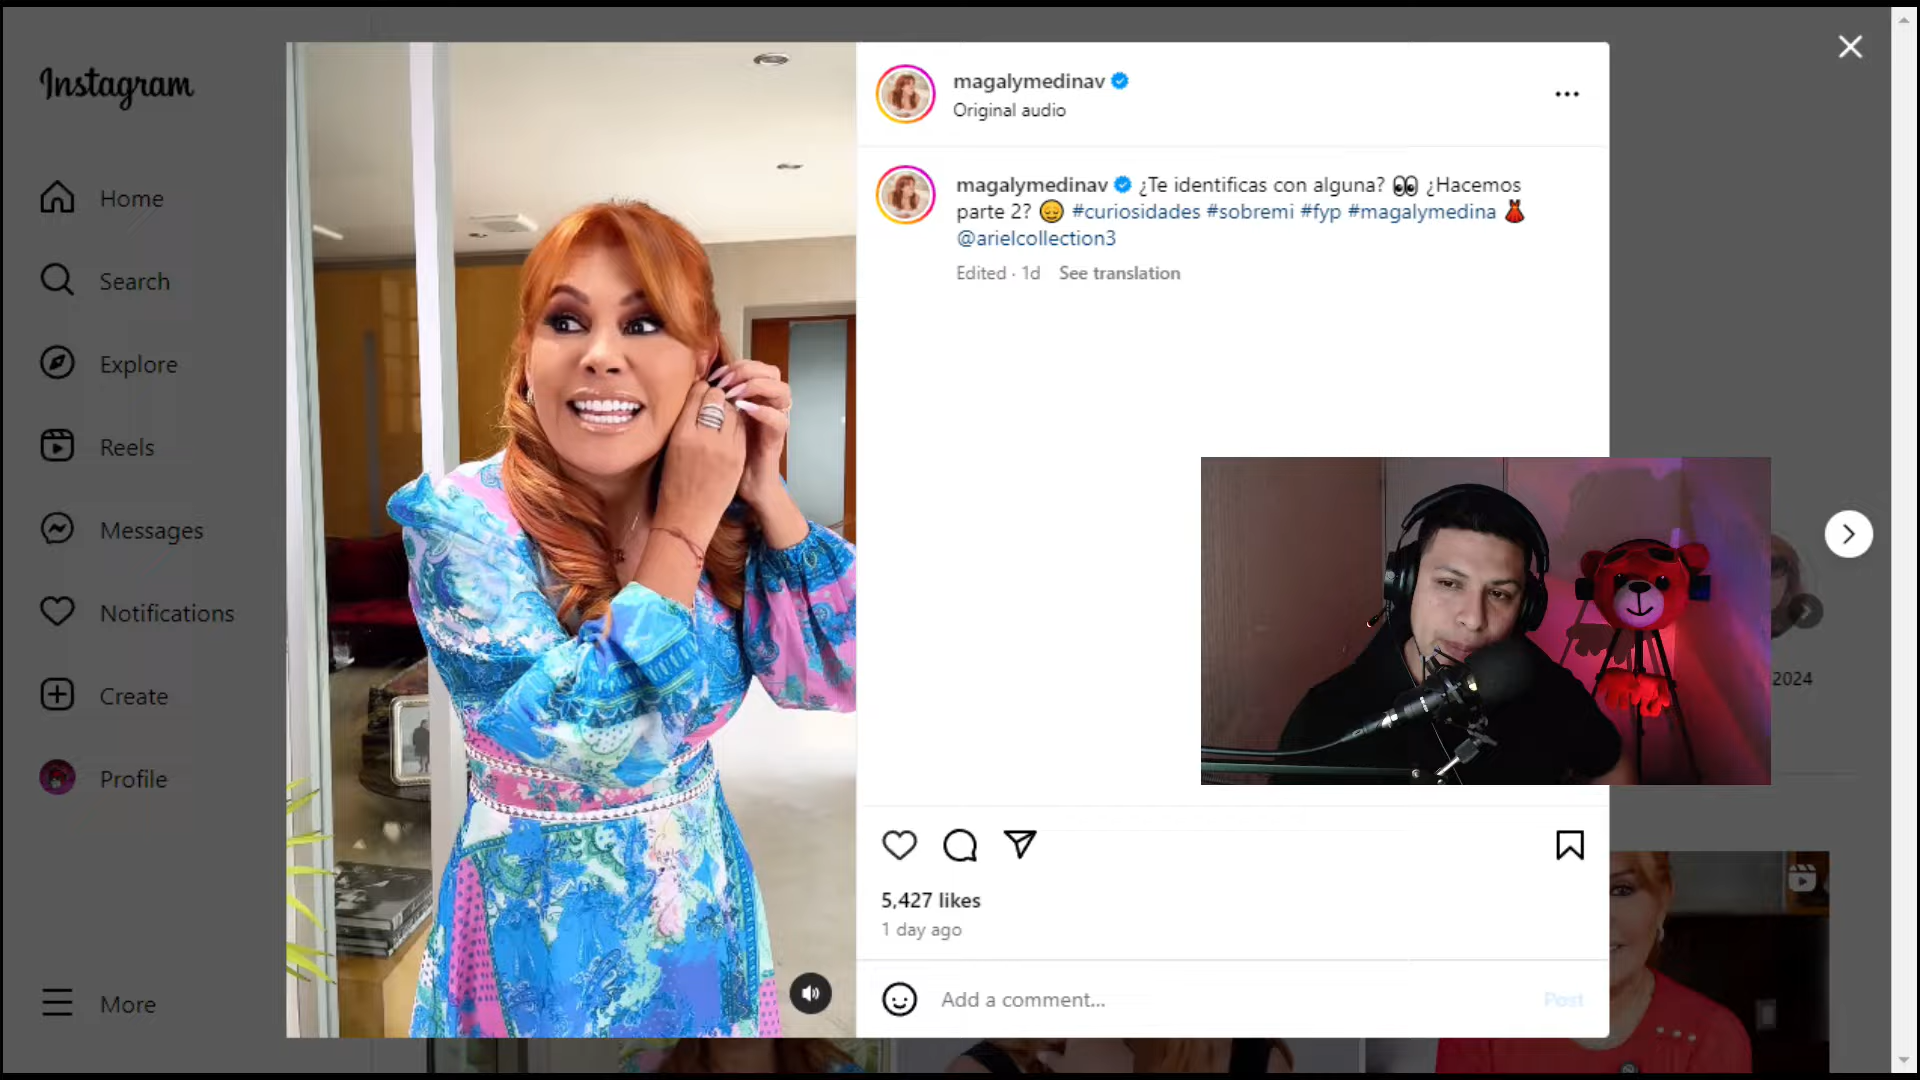 Instagram
Home
Search
Explore
Reels
Messages
Notifications
Create
Profile
More
magalymedinav
Original audio
magalymedinav ¿Te identificas con alguna? 👀 ¿Hacemos
parte 2? 😌 #curiosidades #sobremi #fyp #magalymedina 💃
@arielcollection3
Edited · 1d See translation
2024
5,427 likes
1 day ago
Add a comment...
Post